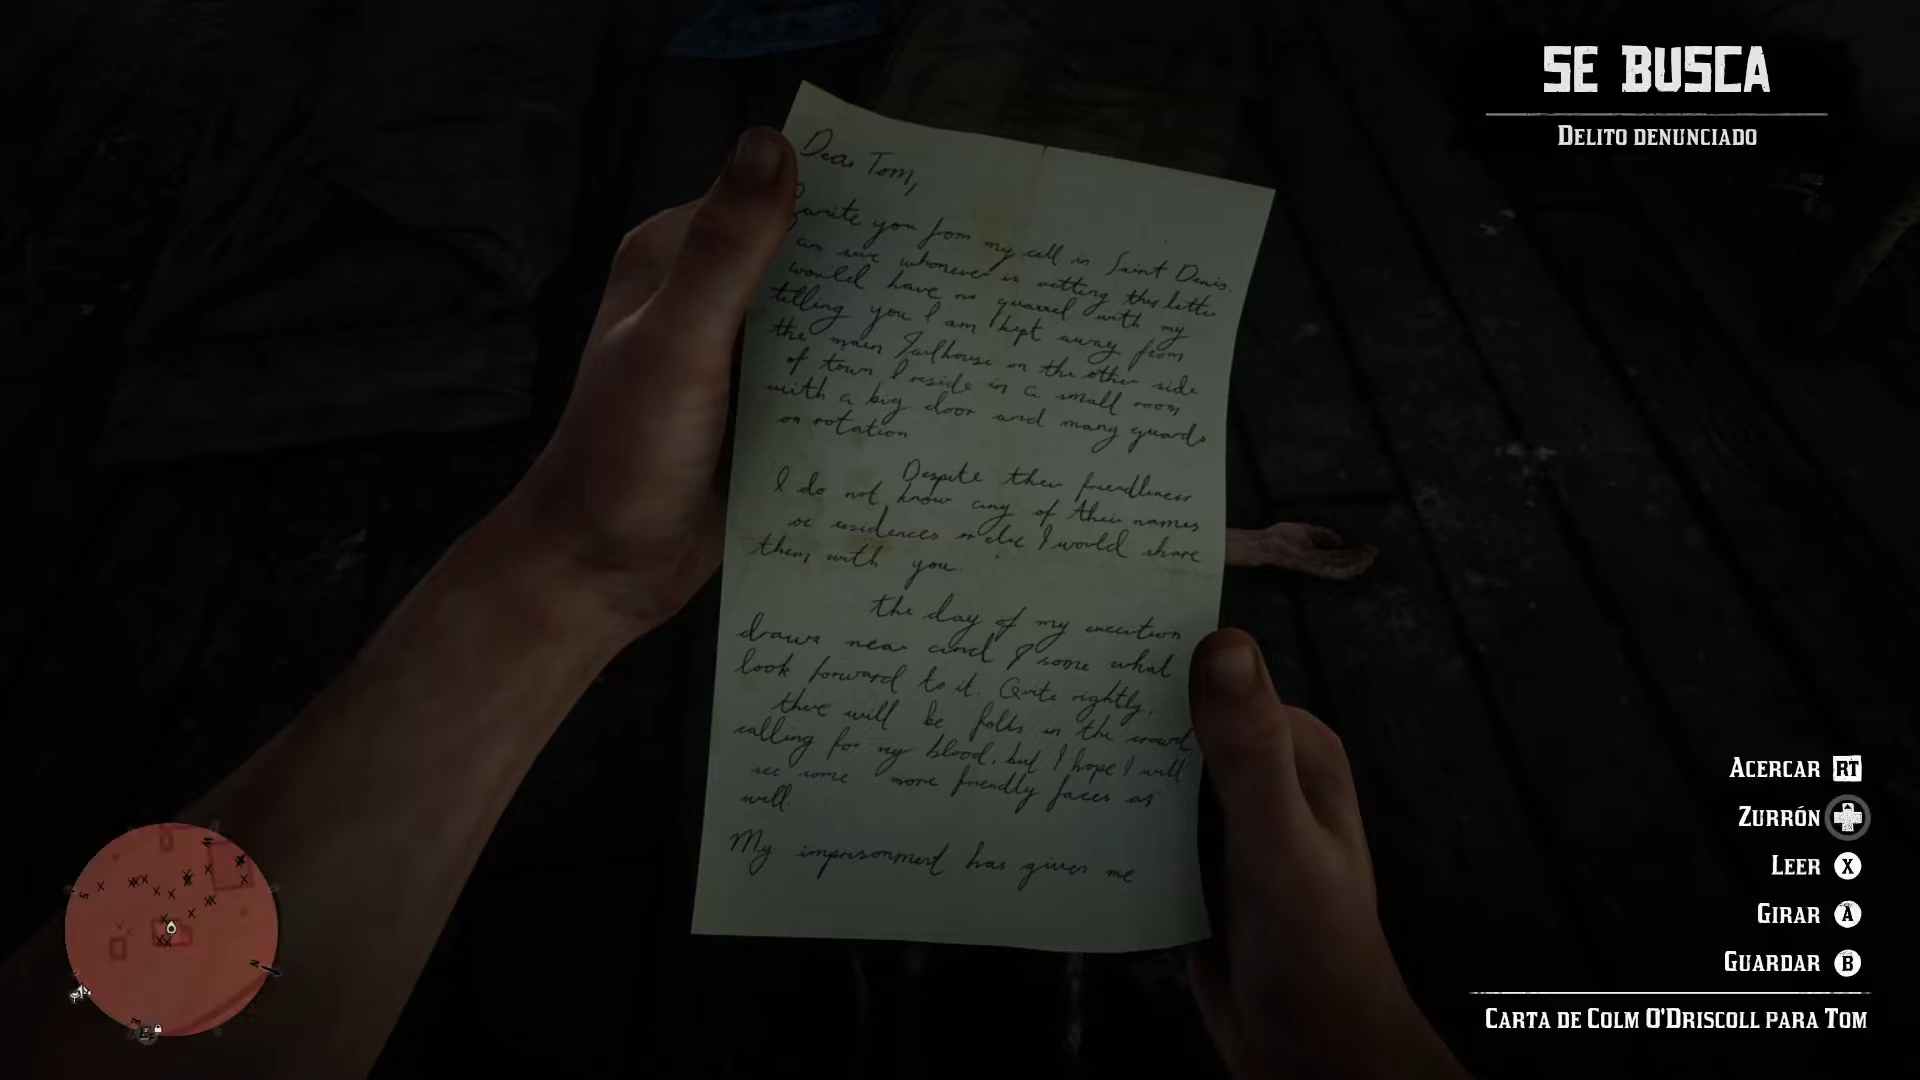 SE BUSCA
DELITO DENUNCIADO
Dear Tom,
I write you from my cell in Saint Denis.
am sure whomever is vetting this letter
would have no quarrel with my
telling you I am kept away from
the main Jailhouse on the other side
of town. I reside in a small room
with a big door and many guards
on rotation
Despite their friendliness
I do not know any of their names
or residences or else I would share
them with you.
the day of my execution
draws near and I some what
look forward to it. Quite rightly,
there will be folks in the crowd
calling for my blood, but I hope I will
see some more friendly faces as
well.
My imprisonment has given me
ACERCAR RT
ZURRÓN
LEER X
GIRAR A
GUARDAR B
CARTA DE COLM O'DRISCOLL PARA TOM